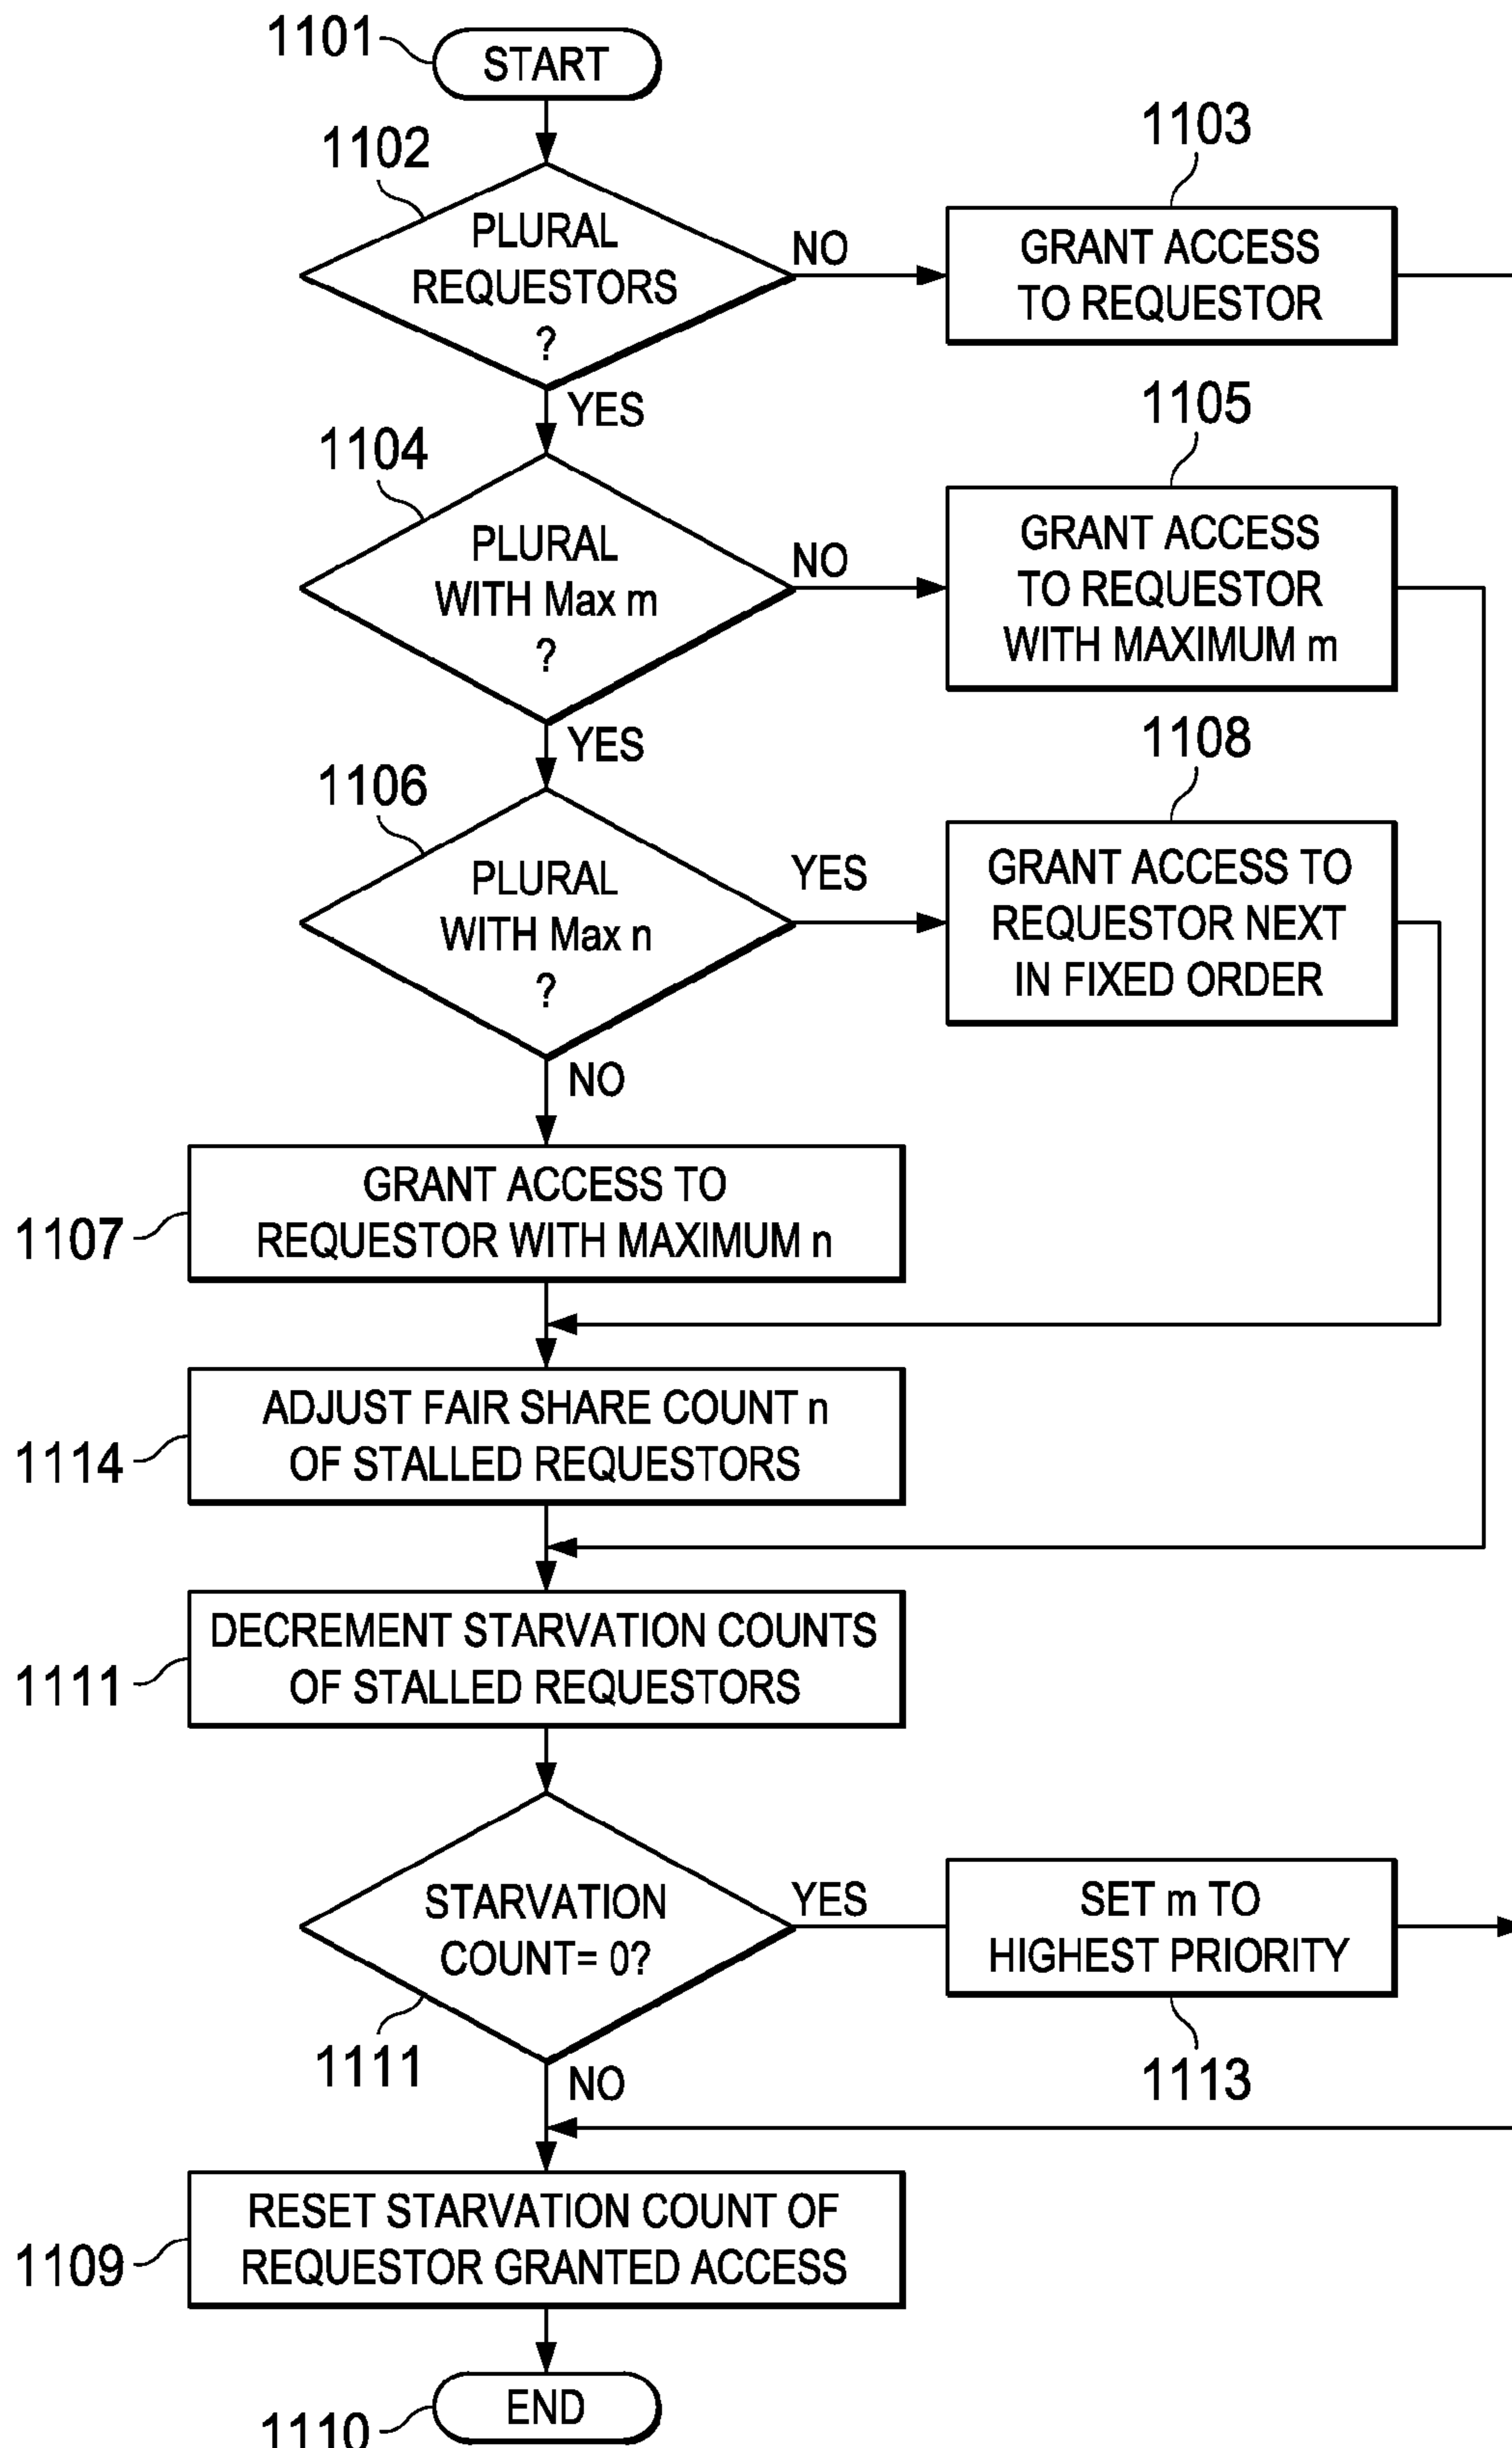 1101
START
1102
PLURAL
REQUESTORS
?
NO
1103
GRANT ACCESS
TO REQUESTOR
YES
1104
PLURAL
WITH Max m
?
NO
1105
GRANT ACCESS
TO REQUESTOR
WITH MAXIMUM m
YES
1106
PLURAL
WITH Max n
?
YES
1108
GRANT ACCESS TO
REQUESTOR NEXT
IN FIXED ORDER
NO
GRANT ACCESS TO
REQUESTOR WITH MAXIMUM n
1107
ADJUST FAIR SHARE COUNT n
OF STALLED REQUESTORS
1114
DECREMENT STARVATION COUNTS
OF STALLED REQUESTORS
1111
STARVATION
COUNT= 0?
YES
SET m TO
HIGHEST PRIORITY
1111
NO
1113
RESET STARVATION COUNT OF
REQUESTOR GRANTED ACCESS
1109
END
1110